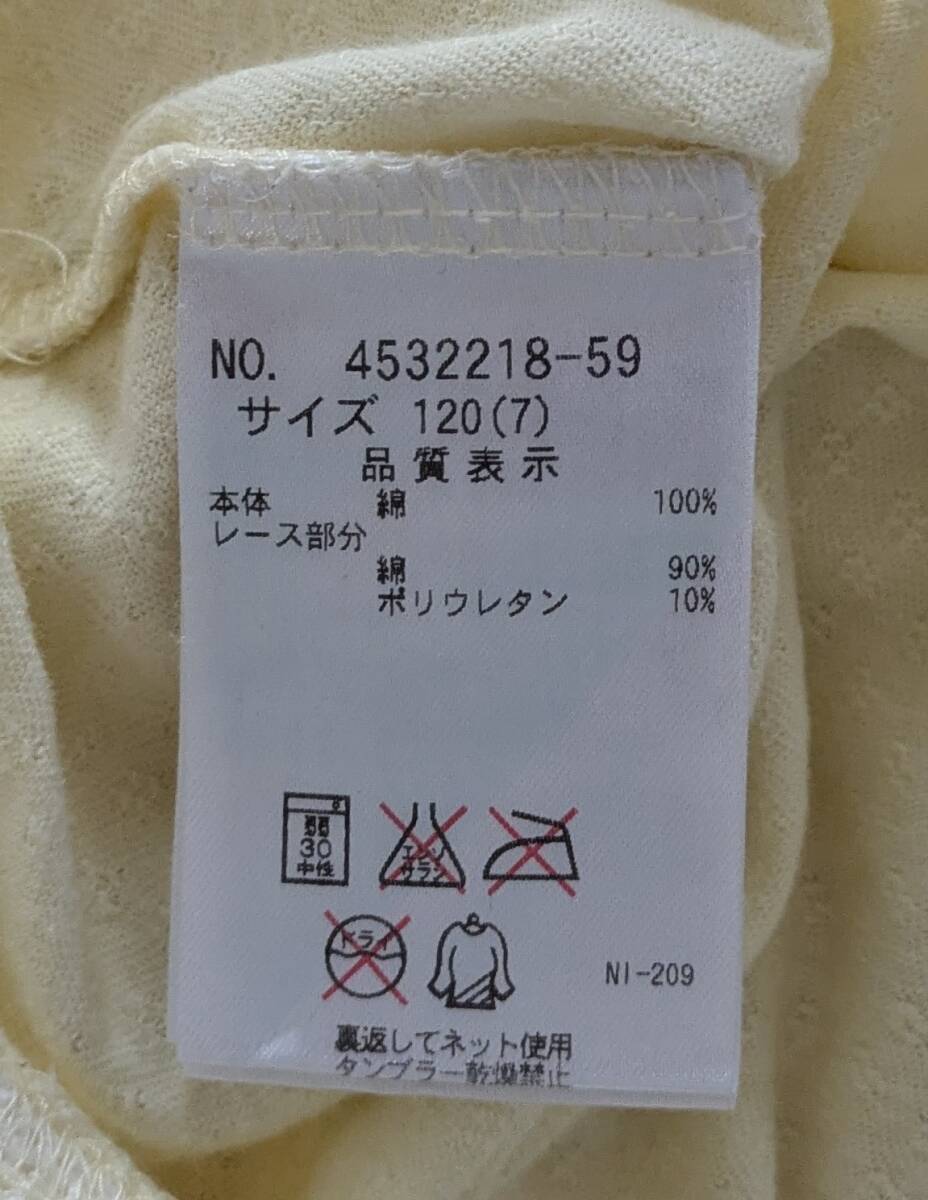 NO. 4532218-59
サイズ 120(7)
品質表示
本体 綿 100%
レース部分
綿 90%
ポリウレタン 10%
弱
30
中性
エンソ
サラシ
ドライ
NI-209
裏返してネット使用
タンブラー乾燥禁止